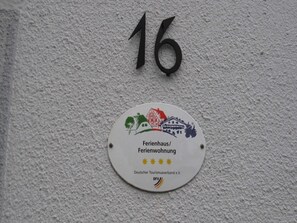 16
Ferienhaus/
Ferienwohnung
Deutscher Tourismusverband e.V.